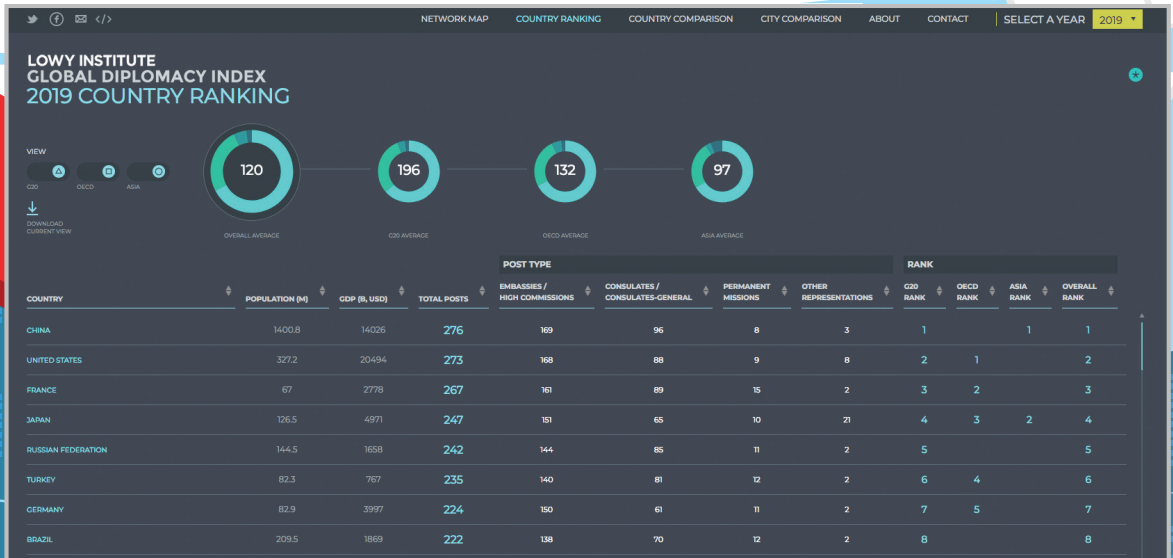 NETWORK MAP COUNTRY RANKING COUNTRY COMPARISON CITY COMPARISON ABOUT CONTACT SELECT A YEAR 2019
LOWY INSTITUTE
GLOBAL DIPLOMACY INDEX
2019 COUNTRY RANKING
VIEW
G20 OECD ASIA
DOWNLOAD
CURRENT VIEW
120 196 132 97
OVERALL AVERAGE G20 AVERAGE OECD AVERAGE ASIA AVERAGE
POST TYPE RANK
COUNTRY POPULATION (M) GDP (B, USD) TOTAL POSTS EMBASSIES / HIGH COMMISSIONS CONSULATES / CONSULATES-GENERAL PERMANENT MISSIONS OTHER REPRESENTATIONS G20 RANK OECD RANK ASIA RANK OVERALL RANK
CHINA 1400.8 14026 276 169 96 8 3 1 1 1
UNITED STATES 327.2 20494 273 168 88 9 8 2 1 2
FRANCE 67 2778 267 161 89 15 2 3 2 3
JAPAN 126.5 4971 247 151 65 10 21 4 3 2 4
RUSSIAN FEDERATION 144.5 1658 242 144 85 11 2 5 5
TURKEY 82.3 767 235 140 81 12 2 6 4 6
GERMANY 82.9 3997 224 150 61 11 2 7 5 7
BRAZIL 209.5 1869 222 138 70 12 2 8 8